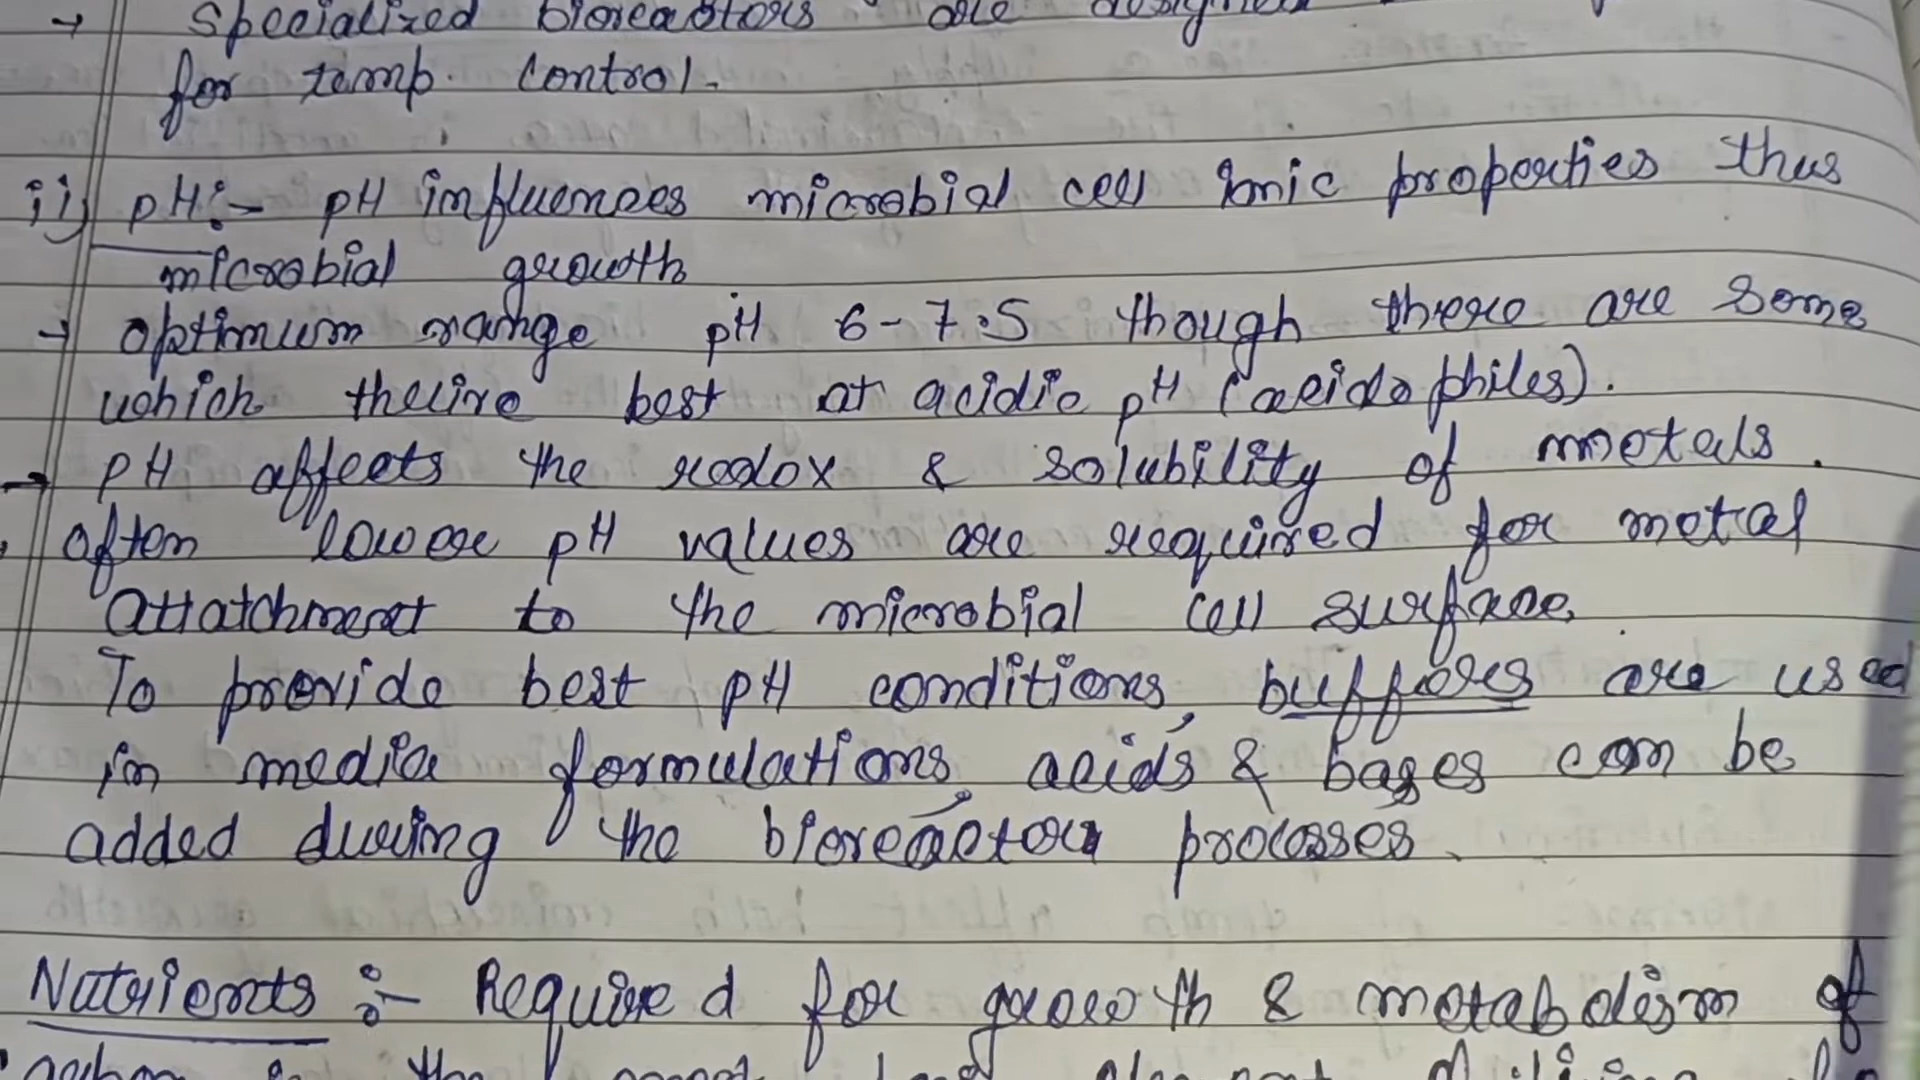 → Specialized bioreactors are designed
for temp. control.
ii) pH:- pH influences microbial cell Ionic properties thus
microbial growth
→ optimum range pH 6-7.5 though there are some
which theive best at acidic pH (acidophiles).
→ pH affects the redox & solubility of metals.
often lower pH values are required for metal
attatchment to the microbial cell surface.
To provide best pH conditions, buffers are used
in media formulations, acids & bases can be
added during the bioreactor processes.
Nutrients :- Required for growth & metabolism of